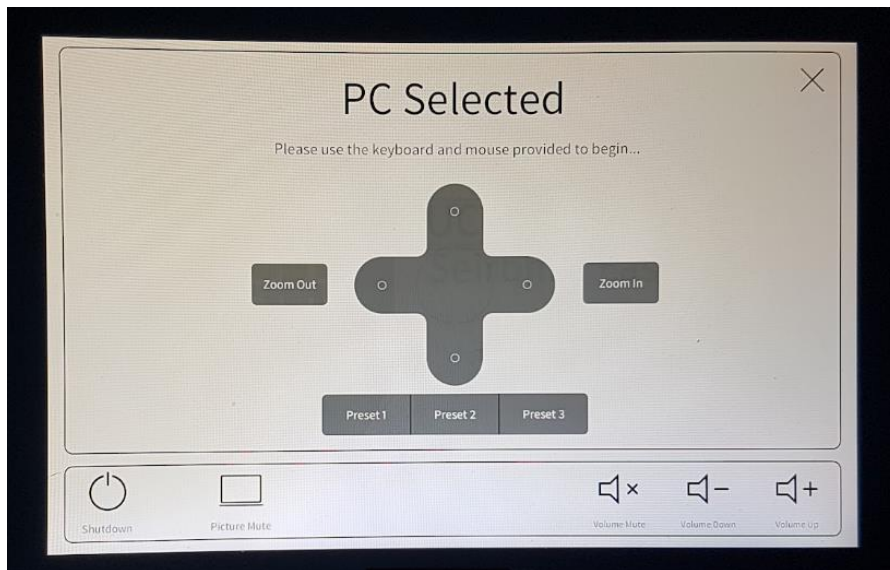 PC Selected
Please use the keyboard and mouse provided to begin...
Zoom Out
Zoom In
Preset 1
Preset 2
Preset 3
Shutdown
Picture Mute
Volume Mute
Volume Down
Volume Up